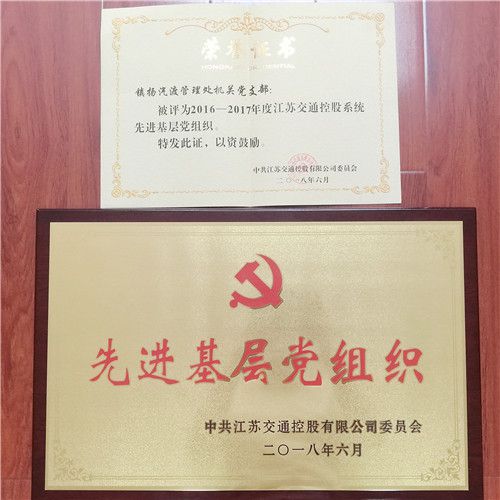 荣誉证书
镇扬汽渡管理处机关党支部：
被评为2016－2017年度江苏交通控股系统
先进基层党组织。
特发此证，以资鼓励。
中共江苏交通控股有限公司委员会
二〇一八年六月
先进基层党组织
中共江苏交通控股有限公司委员会
二〇一八年六月